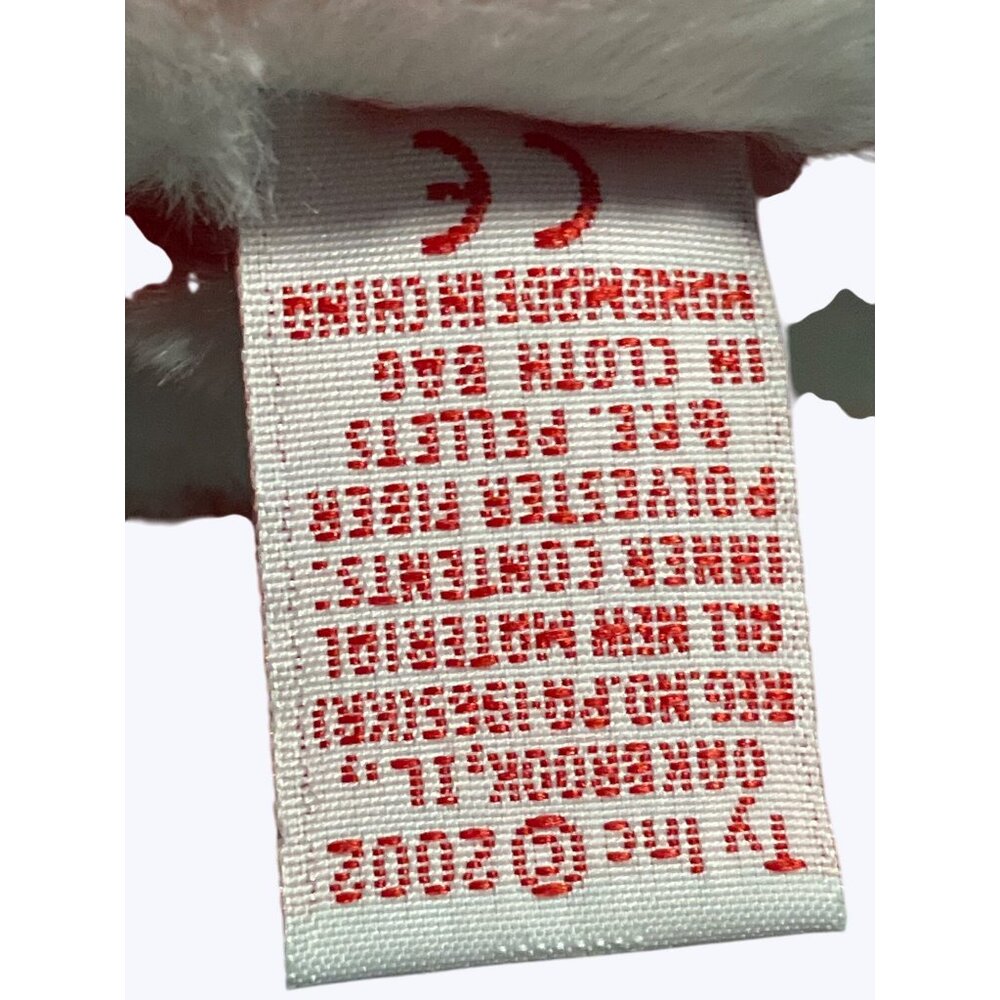 Ty Inc © 2002
OAKBROOK, IL.,
REG. NO. PA-1965(KR)
ALL NEW MATERIAL
INNER CONTENTS:
POLYESTER FIBER
& P.E. PELLETS
IN CLOTH BAG
HANDMADE IN CHINA
CE